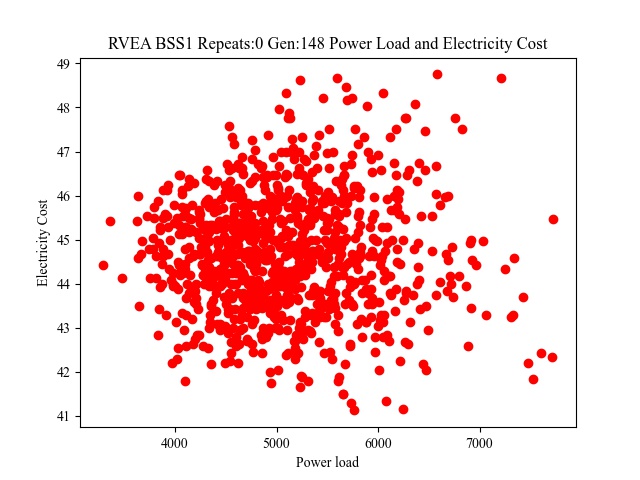 RVEA BSS1 Repeats:0 Gen:148 Power Load and Electricity Cost
49
48
47
46
45
44
43
42
41
Electricity Cost
4000 5000 6000 7000
Power load